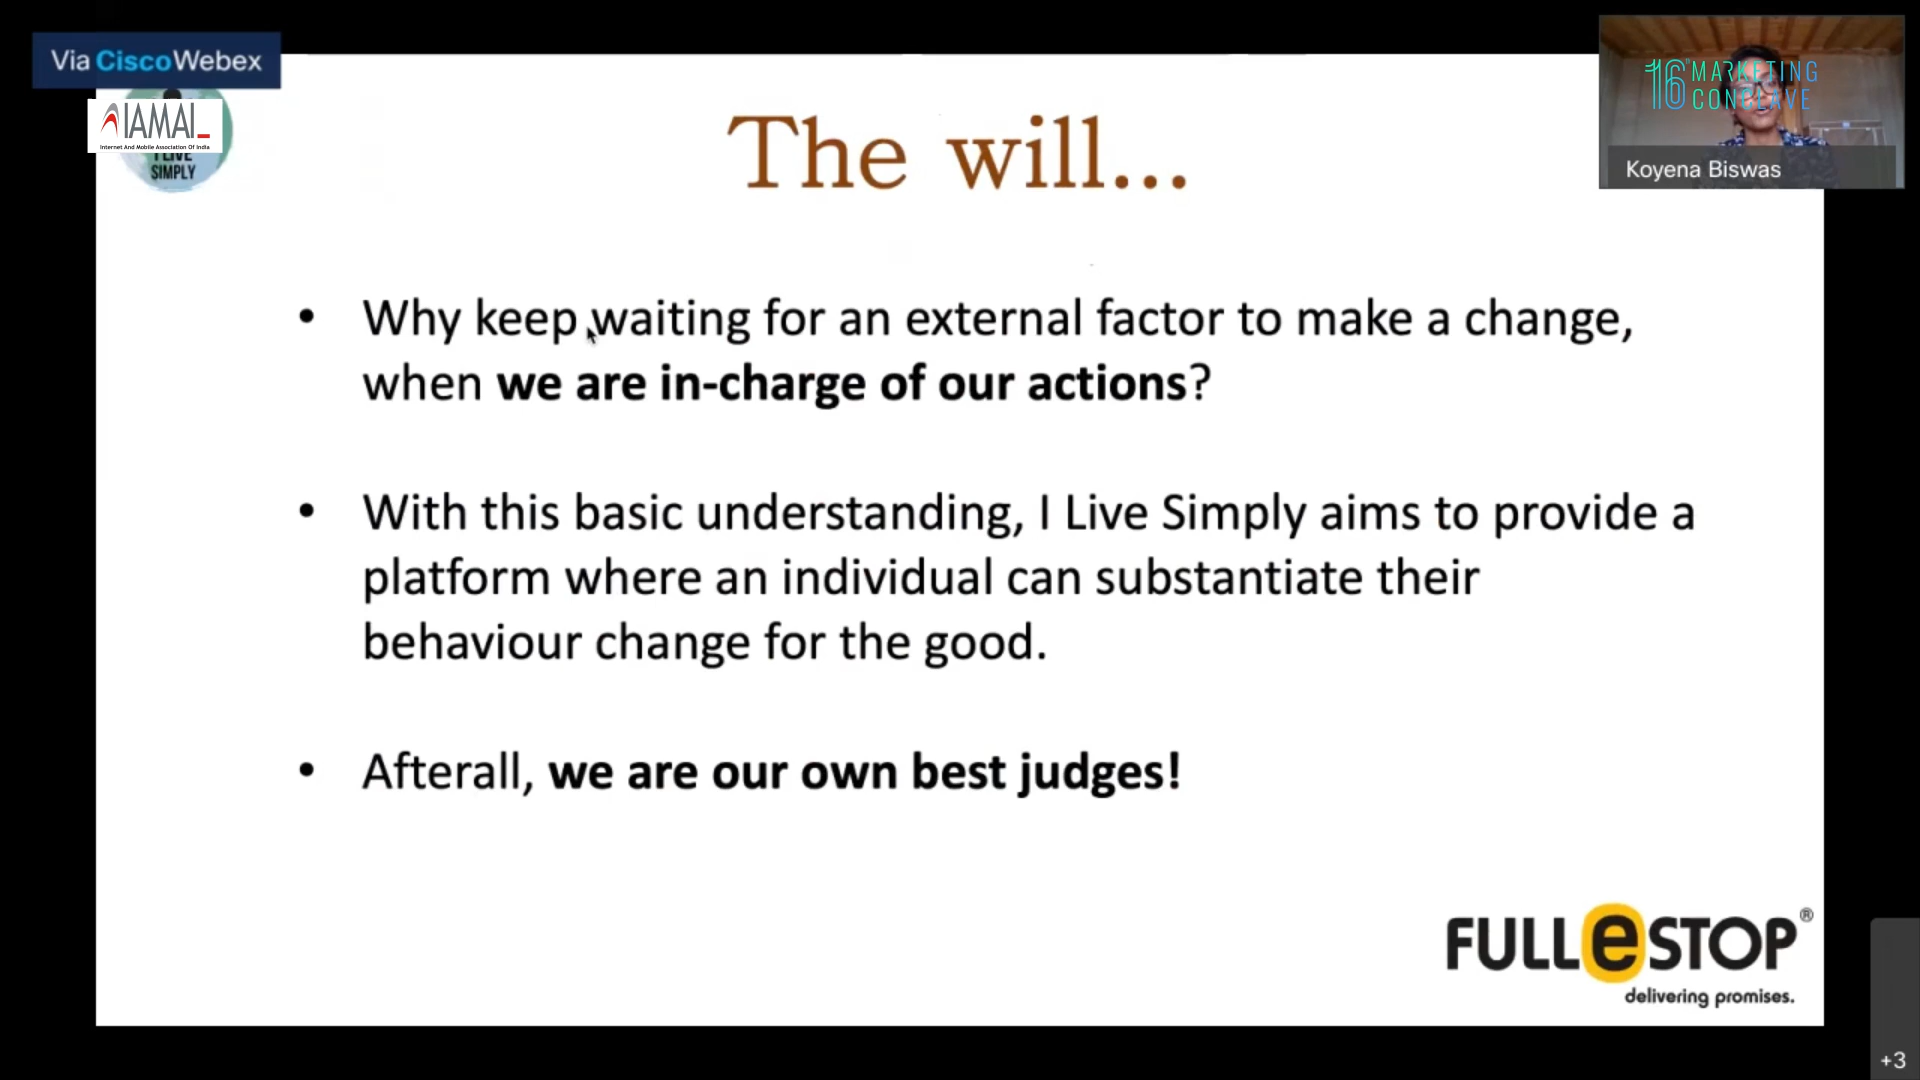 Via CiscoWebex
IAMAI
Internet And Mobile Association Of India
I LIVE
SIMPLY
The will...
16th MARKETING
CONCLAVE
Koyena Biswas
• Why keep waiting for an external factor to make a change,
when we are in-charge of our actions?
• With this basic understanding, I Live Simply aims to provide a
platform where an individual can substantiate their
behaviour change for the good.
• Afterall, we are our own best judges!
FULLeSTOP®
delivering promises.
+3